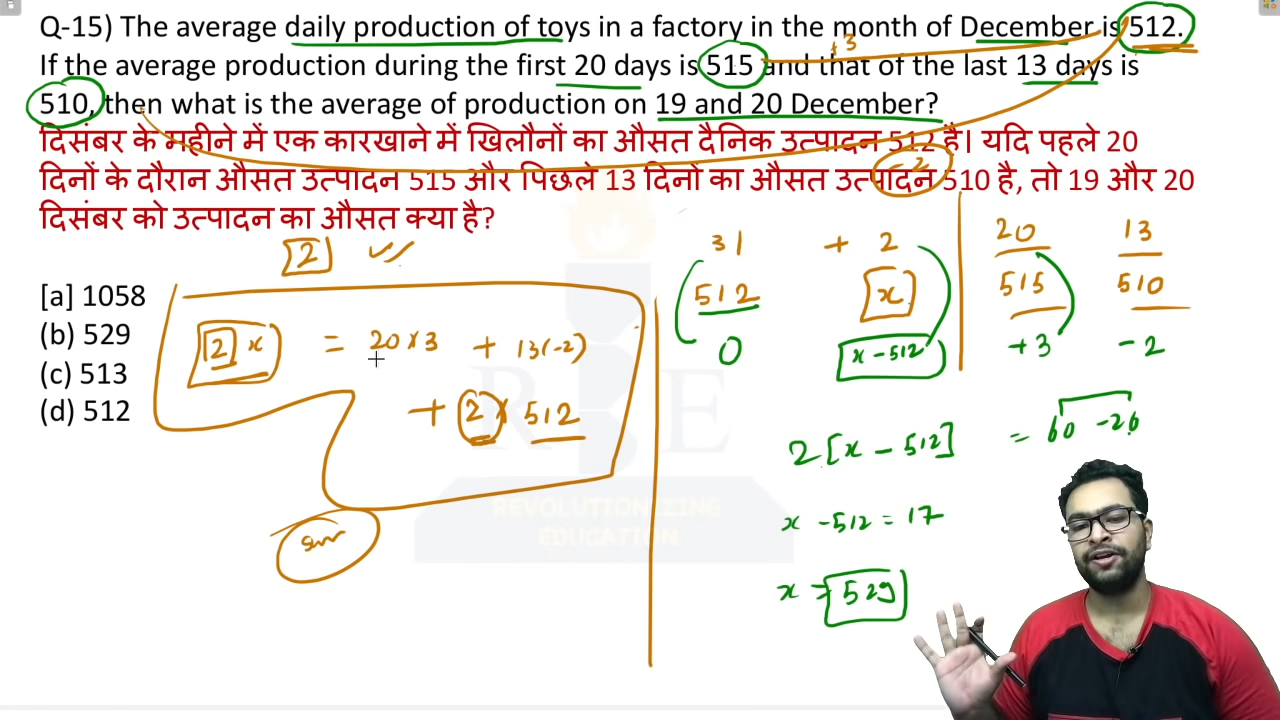 Q-15) The average daily production of toys in a factory in the month of December is 512.
If the average production during the first 20 days is 515 and that of the last 13 days is
510, then what is the average of production on 19 and 20 December?
दिसंबर के महीने में एक कारखाने में खिलौनों का औसत दैनिक उत्पादन 512 है। यदि पहले 20
दिनों के दौरान औसत उत्पादन 515 और पिछले 13 दिनों का औसत उत्पादन 510 है, तो 19 और 20
दिसंबर को उत्पादन का औसत क्या है?
+3
-2
2
[a] 1058
(b) 529
(c) 513
(d) 512
2 x = 20×3 + 13(-2)
+ 2 × 512
31 + 2
512 x
0 x-512
20 13
515 510
+3 -2
2[x-512] = 60 -26
x -512 = 17
x = 529
R E
REVOLUTIONIZING
EDUCATION